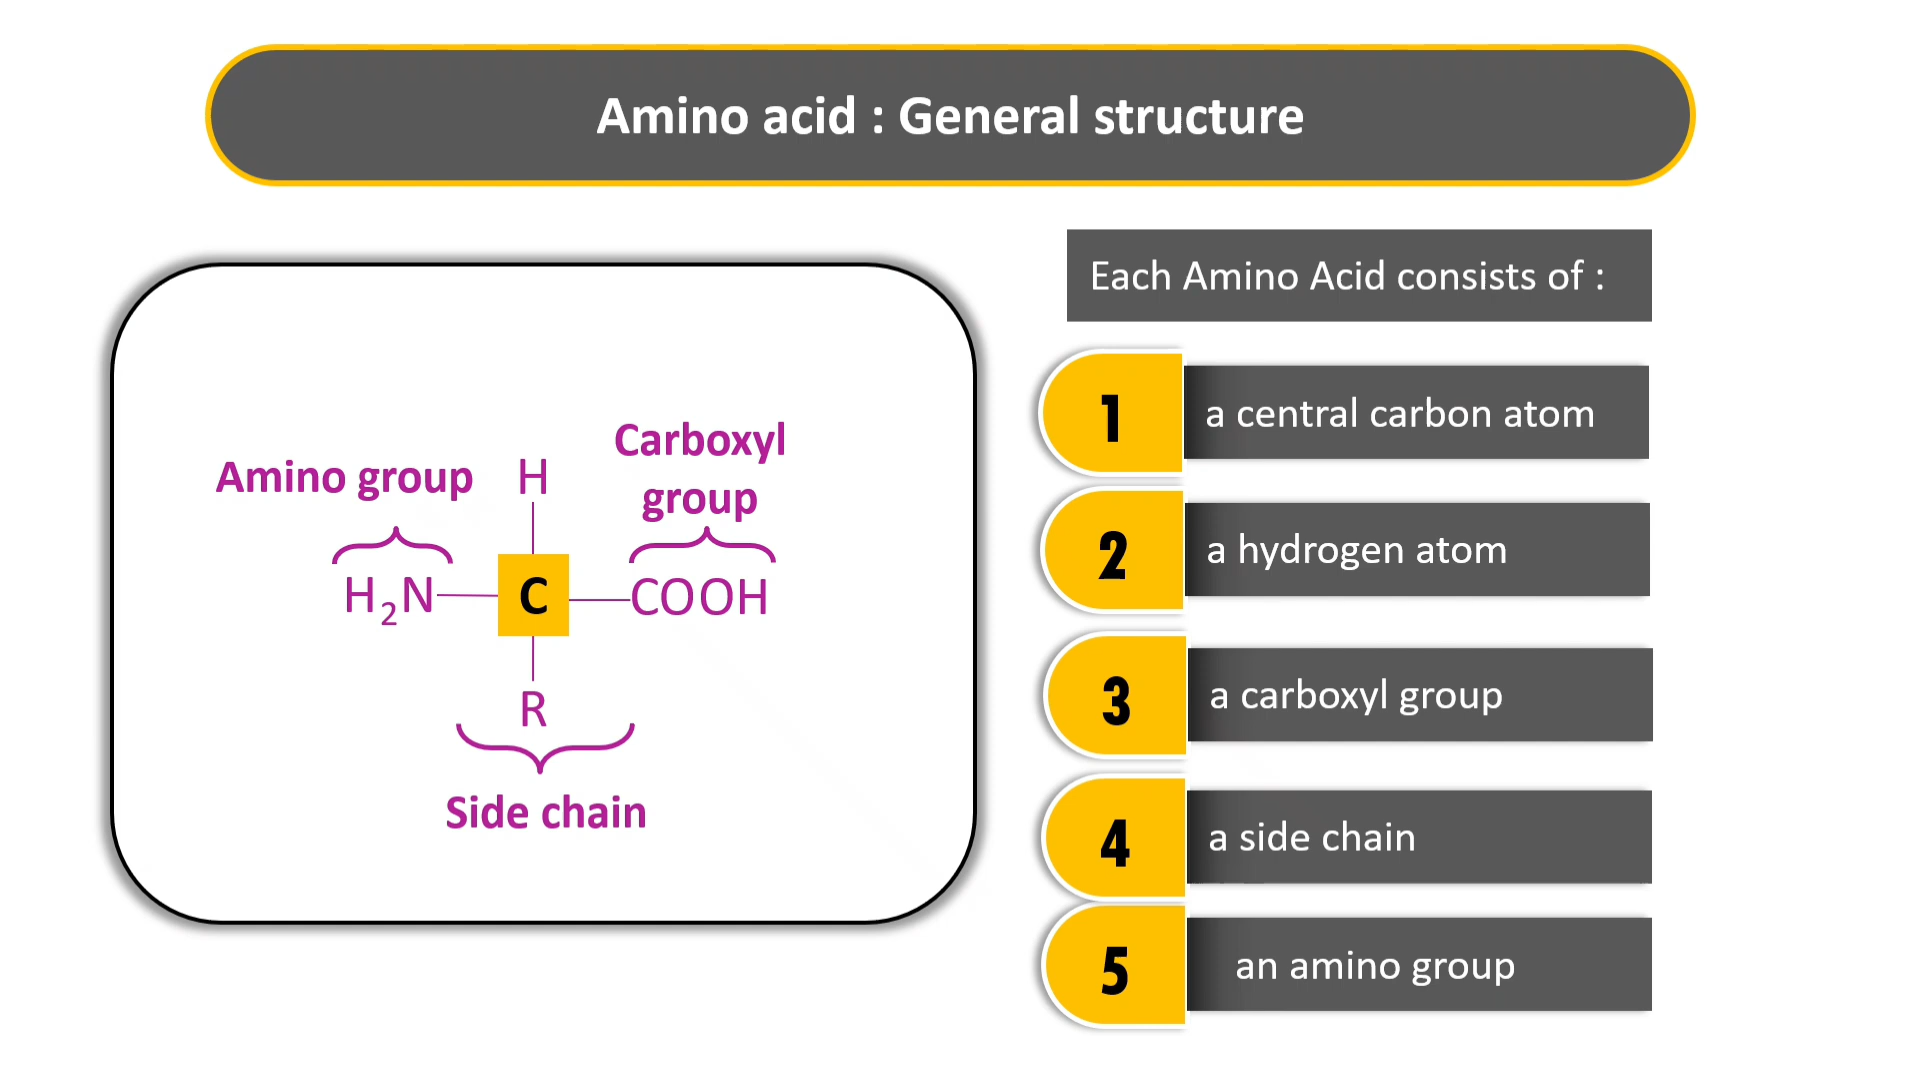 Amino acid : General structure
Amino group
Carboxyl
group
H
H₂N
C
COOH
R
Side chain
Each Amino Acid consists of :
1 a central carbon atom
2 a hydrogen atom
3 a carboxyl group
4 a side chain
5 an amino group